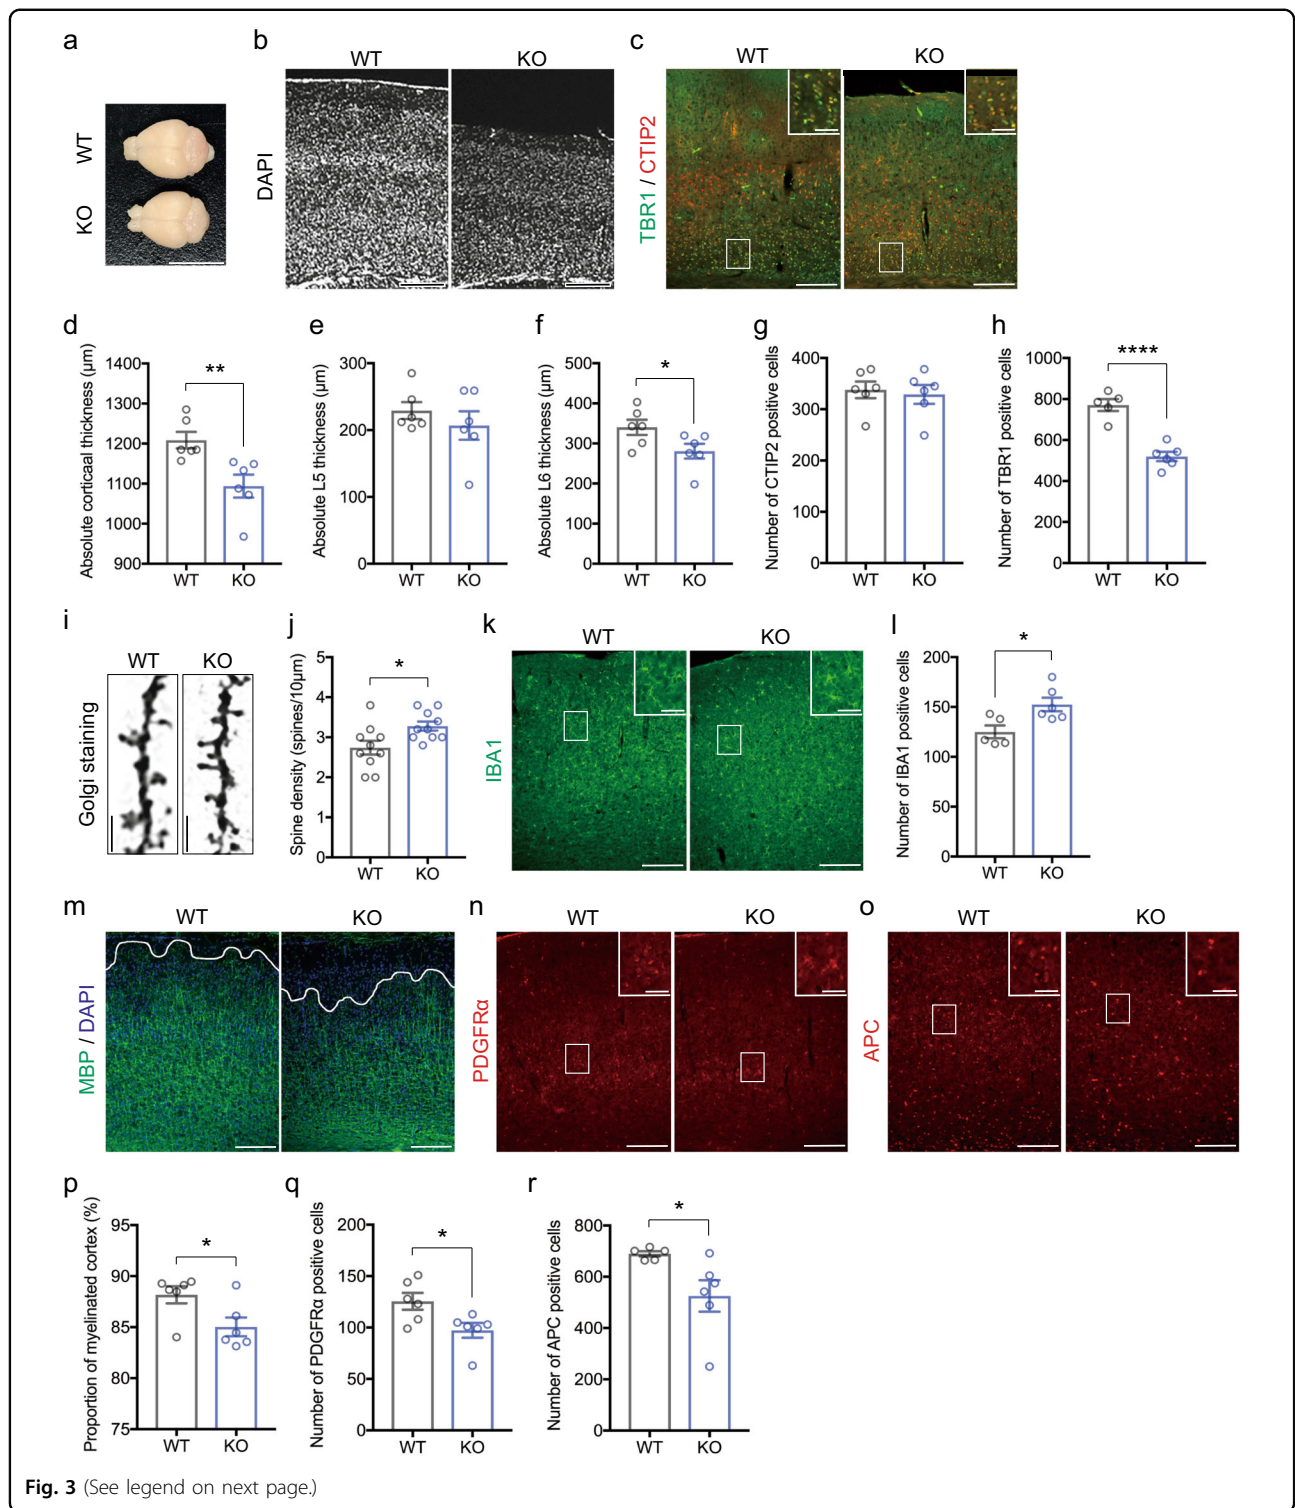 a
WT
KO
b
WT
KO
DAPI
c
WT
KO
TBR1 / CTIP2
d
Absolute corticaal thickness (μm)
1400
1300
1200
1100
1000
900
**
WT
KO
e
Absolute L5 thickness (μm)
300
200
100
0
WT
KO
f
Absolute L6 thickness (μm)
500
400
300
200
100
0
*
WT
KO
g
Number of CTIP2 positive cells
400
300
200
100
0
WT
KO
h
Number of TBR1 positive cells
1000
800
600
400
200
0
****
WT
KO
i
WT
KO
Golgi staining
j
Spine density (spines/10μm)
5
4
3
2
1
0
*
WT
KO
k
WT
KO
IBA1
l
Number of IBA1 positive cells
200
150
100
50
0
*
WT
KO
m
WT
KO
MBP / DAPI
n
WT
KO
PDGFRα
o
WT
KO
APC
p
Proportion of myelinated cortex (%)
95
90
85
80
75
*
WT
KO
q
Number of PDGFRα positive cells
200
150
100
50
0
*
WT
KO
r
Number of APC positive cells
800
600
400
200
0
*
WT
KO
Fig. 3 (See legend on next page.)